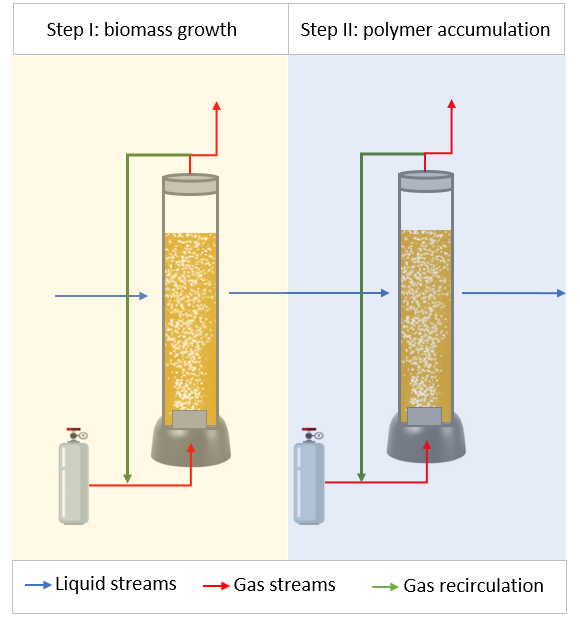 Step I: biomass growth
Step II: polymer accumulation
Liquid streams
Gas streams
Gas recirculation